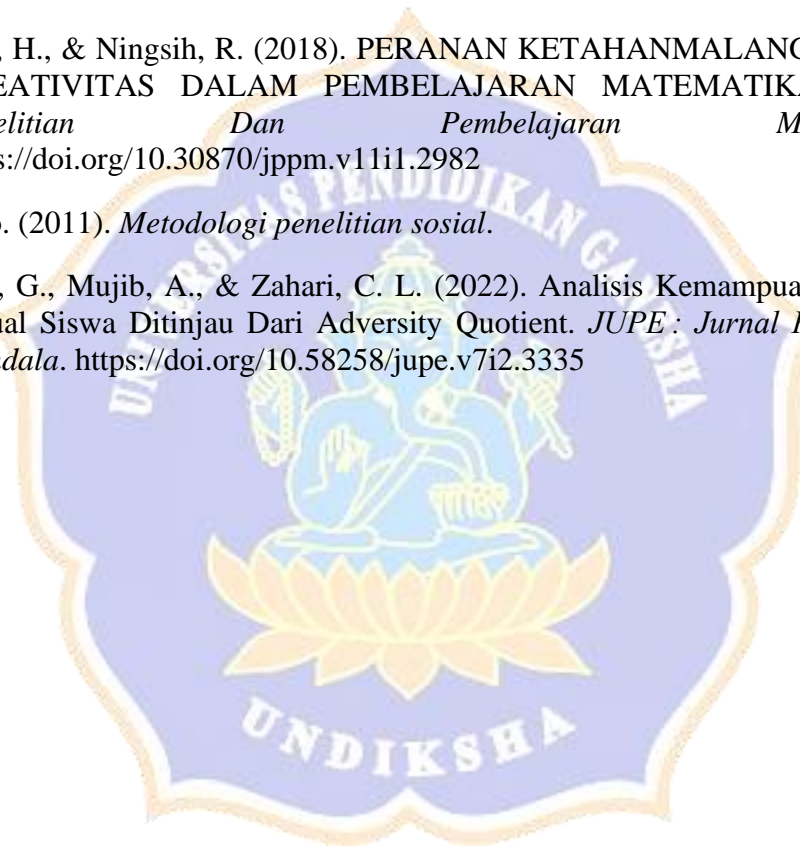 , H., & Ningsih, R. (2018). PERANAN KETAHANMALANG
EATIVITAS DALAM PEMBELAJARAN MATEMATIKA
elitian Dan Pembelajaran M
s://doi.org/10.30870/jppm.v11i1.2982
o. (2011). Metodologi penelitian sosial.
, G., Mujib, A., & Zahari, C. L. (2022). Analisis Kemampua
ual Siswa Ditinjau Dari Adversity Quotient. JUPE : Jurnal P
ndala. https://doi.org/10.58258/jupe.v7i2.3335
UNIVERSITAS PENDIDIKAN GANESHA
UNDIKSHA